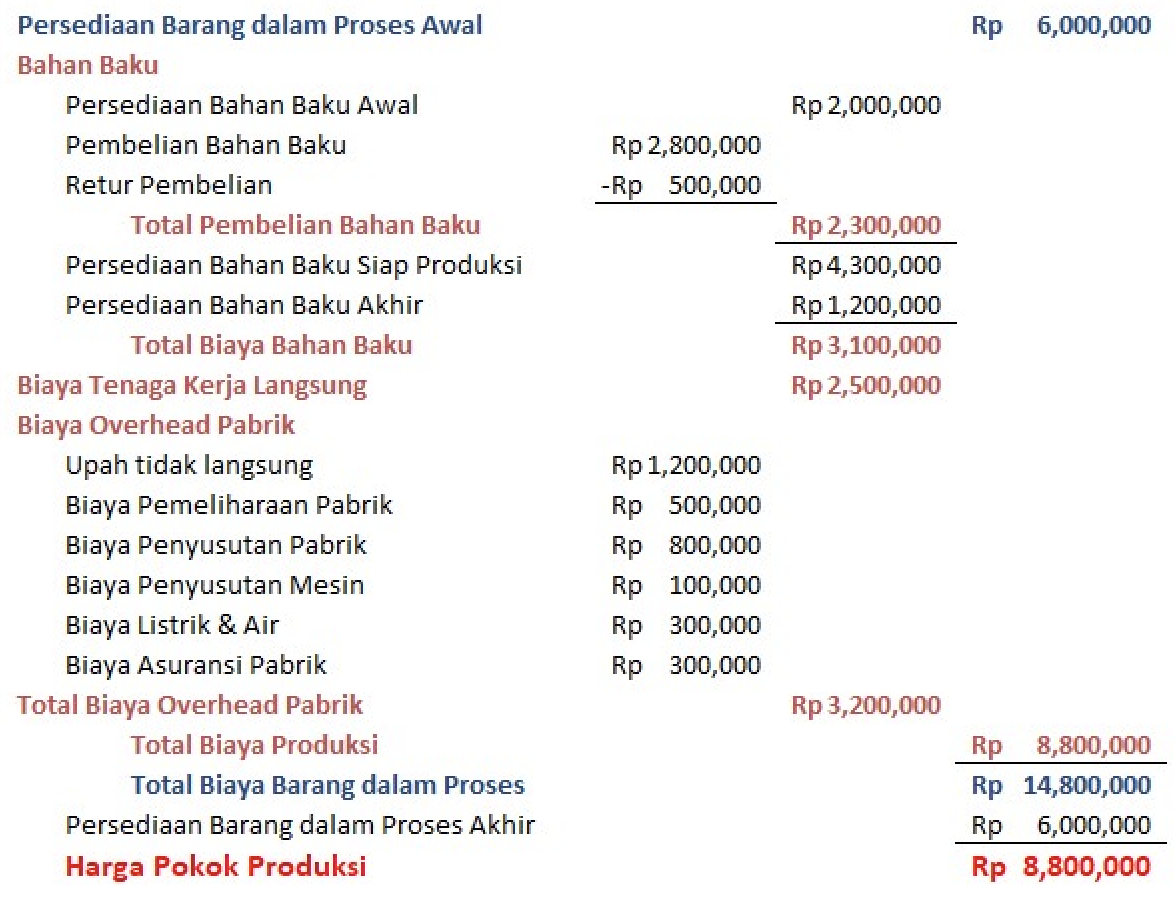 Persediaan Barang dalam Proses Awal Rp 6,000,000
Bahan Baku
Persediaan Bahan Baku Awal Rp 2,000,000
Pembelian Bahan Baku Rp 2,800,000
Retur Pembelian -Rp 500,000
Total Pembelian Bahan Baku Rp 2,300,000
Persediaan Bahan Baku Siap Produksi Rp 4,300,000
Persediaan Bahan Baku Akhir Rp 1,200,000
Total Biaya Bahan Baku Rp 3,100,000
Biaya Tenaga Kerja Langsung Rp 2,500,000
Biaya Overhead Pabrik
Upah tidak langsung Rp 1,200,000
Biaya Pemeliharaan Pabrik Rp 500,000
Biaya Penyusutan Pabrik Rp 800,000
Biaya Penyusutan Mesin Rp 100,000
Biaya Listrik & Air Rp 300,000
Biaya Asuransi Pabrik Rp 300,000
Total Biaya Overhead Pabrik Rp 3,200,000
Total Biaya Produksi Rp 8,800,000
Total Biaya Barang dalam Proses Rp 14,800,000
Persediaan Barang dalam Proses Akhir Rp 6,000,000
Harga Pokok Produksi Rp 8,800,000